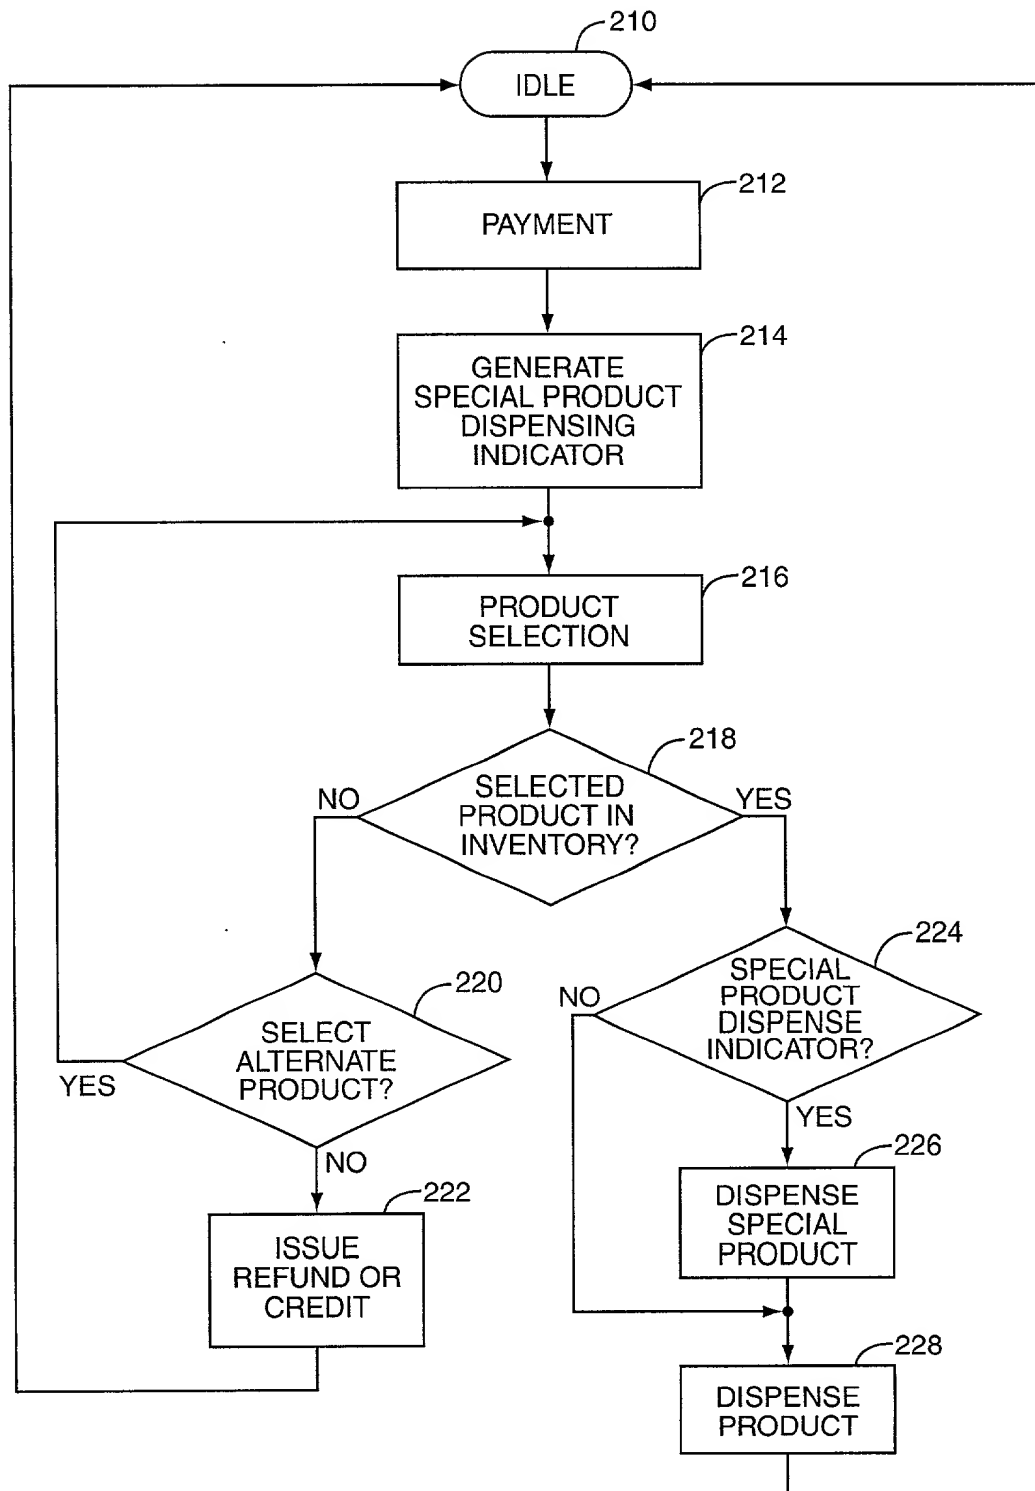 210
IDLE
212
PAYMENT
214
GENERATE
SPECIAL PRODUCT
DISPENSING
INDICATOR
216
PRODUCT
SELECTION
218
SELECTED
PRODUCT IN
INVENTORY?
NO
YES
224
SPECIAL
PRODUCT
DISPENSE
INDICATOR?
NO
YES
220
SELECT
ALTERNATE
PRODUCT?
YES
NO
222
ISSUE
REFUND OR
CREDIT
226
DISPENSE
SPECIAL
PRODUCT
228
DISPENSE
PRODUCT